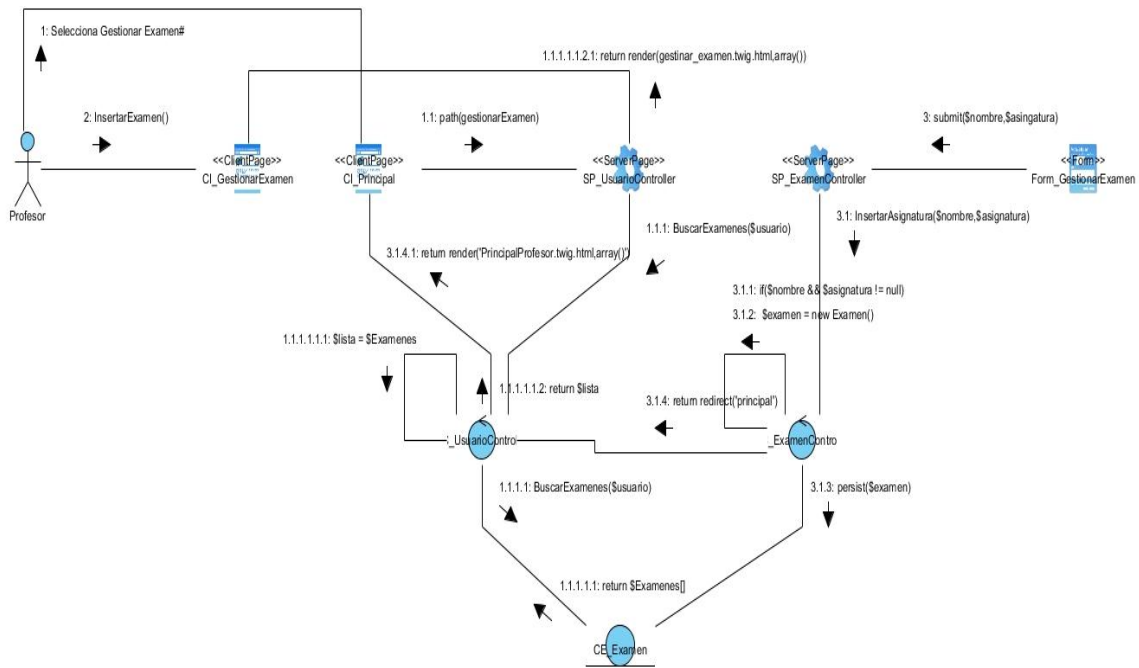 1: Selecciona Gestionar Examen#
1.1.1.1.1.2.1: return render(gestinar_examen.twig.html,array())
2: InsertarExamen()
1.1: path(gestionarExamen)
3: submit($nombre,$asingatura)
<<ClientPage>>
CI_GestionarExamen
<<ClientPage>>
CI_Principal
<<ServerPage>>
SP_UsuarioController
<<ServerPage>>
SP_ExamenController
<<Form>>
Form_GestionarExamen
Profesor
3.1: InsertarAsignatura($nombre,$asignatura)
1.1.1: BuscarExamenes($usuario)
3.1.4.1: return render("PrincipalProfesor.twig.html,array()")
3.1.1: if($nombre && $asignatura != null)
3.1.2: $examen = new Examen()
1.1.1.1.1.1: $lista = $Examenes
1.1.1.1.1.2: return $lista
3.1.4: return redirect("principal")
_UsuarioContro
_ExamenContro
1.1.1.1: BuscarExamenes($usuario)
3.1.3: persist($examen)
1.1.1.1.1: return $Examenes[]
CE_Examen